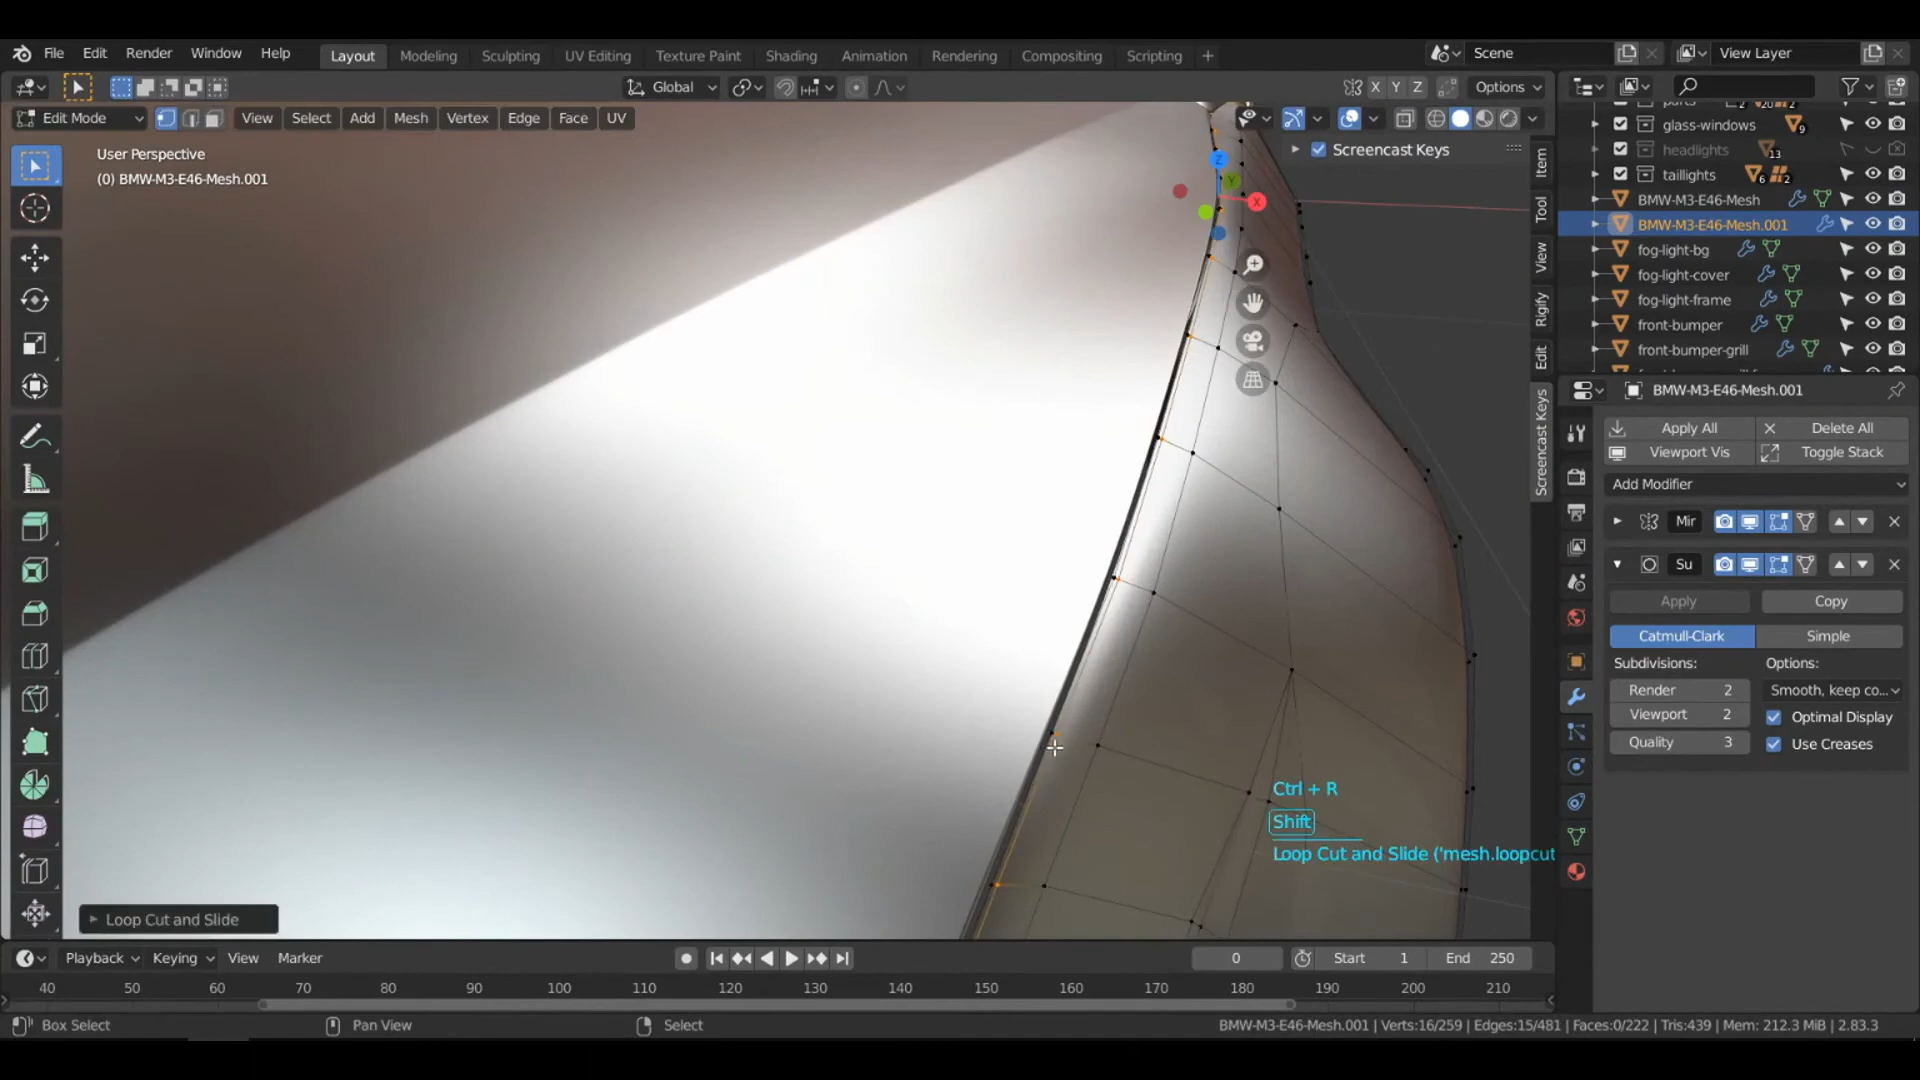 File Edit Render Window Help Layout Modeling Sculpting UV Editing Texture Paint Shading Animation Rendering Compositing Scripting + Scene View Layer
Global X Y Z Options
Edit Mode View Select Add Mesh Vertex Edge Face UV
User Perspective
(0) BMW-M3-E46-Mesh.001
Screencast Keys
Z
Y
X
Item
Tool
View
Rigify
Edit
Screencast Keys
Ctrl + R
Shift
Loop Cut and Slide ('mesh.loopcut
Loop Cut and Slide
parts 2 20 2
glass-windows 9
headlights 13
taillights 6 2
BMW-M3-E46-Mesh
BMW-M3-E46-Mesh.001
fog-light-bg
fog-light-cover
fog-light-frame
front-bumper
front-bumper-grill
BMW-M3-E46-Mesh.001
Apply All Delete All
Viewport Vis Toggle Stack
Add Modifier
Mir
Su
Apply Copy
Catmull-Clark Simple
Subdivisions: Options:
Render 2 Smooth, keep co...
Viewport 2 Optimal Display
Quality 3 Use Creases
Playback Keying View Marker 0 Start 1 End 250
40 50 60 70 80 90 100 110 120 130 140 150 160 170 180 190 200 210
Box Select Pan View Select BMW-M3-E46-Mesh.001 | Verts:16/259 | Edges:15/481 | Faces:0/222 | Tris:439 | Mem: 212.3 MiB | 2.83.3